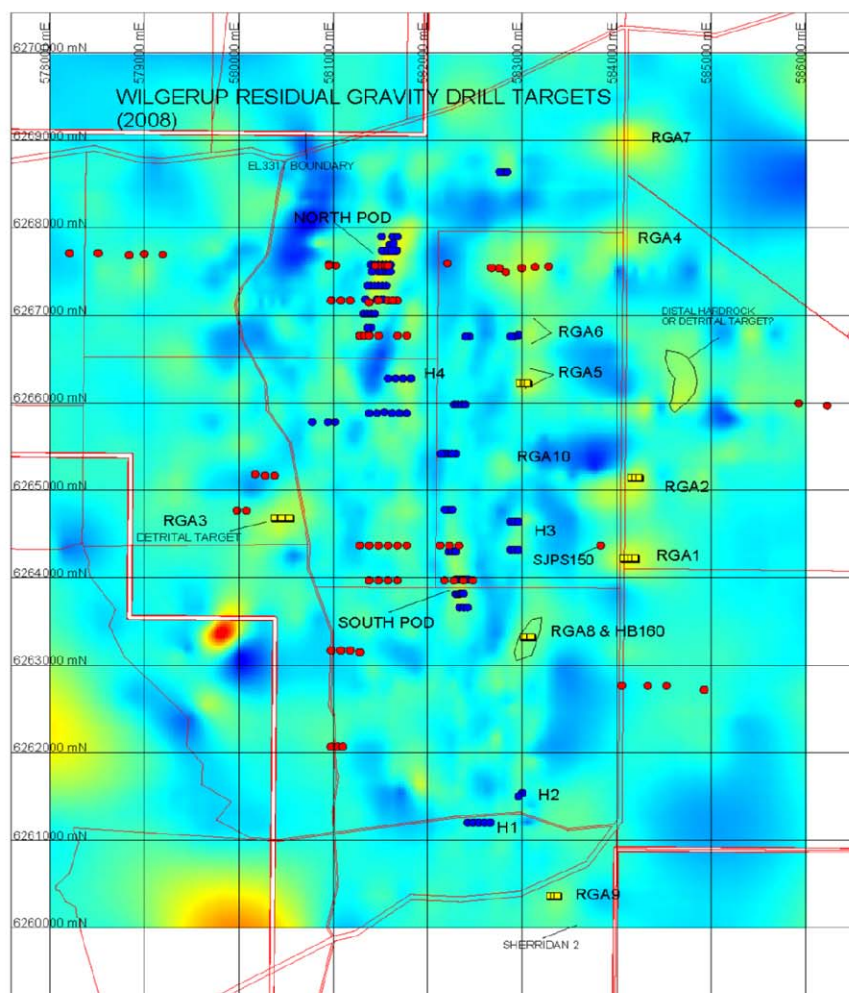 578000 mE
579000 mE
580000 mE
581000 mE
582000 mE
583000 mE
584000 mE
585000 mE
586000 mE
6270000 mN
WILGERUP RESIDUAL GRAVITY DRILL TARGETS
(2008)
6269000 mN
RGA7
EL3317 BOUNDARY
6268000 mN
NORTH POD
RGA4
6267000 mN
RGA6
DISTAL HARDROCK
OR DETRITAL TARGET?
RGA5
H4
6266000 mN
RGA10
RGA2
6265000 mN
RGA3
DETRITAL TARGET
H3
SJPS150
RGA1
6264000 mN
SOUTH POD
RGA8 & HB160
6263000 mN
6262000 mN
H2
H1
6261000 mN
RGA9
6260000 mN
SHERRIDAN 2